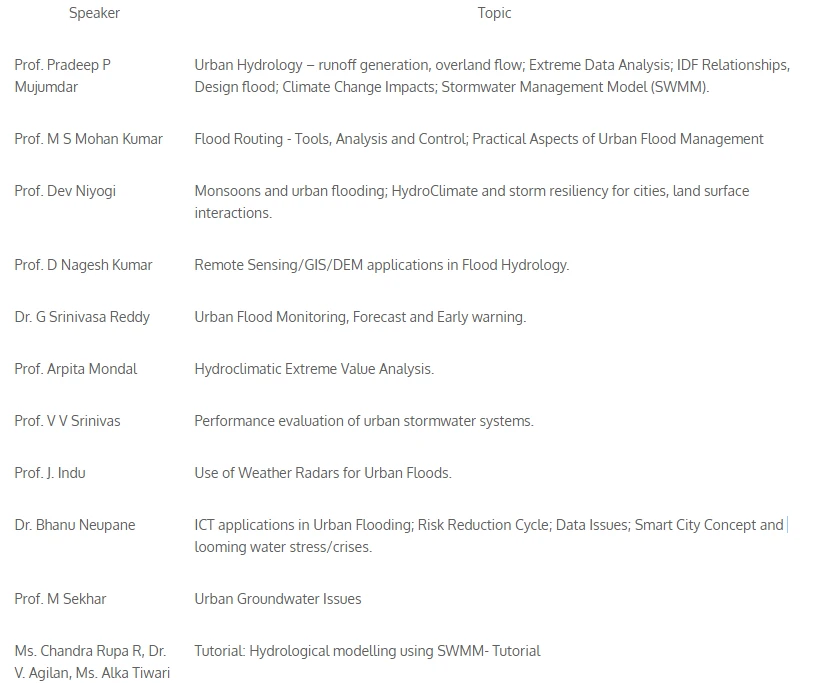 Speaker Topic
Prof. Pradeep P Mujumdar Urban Hydrology – runoff generation, overland flow; Extreme Data Analysis; IDF Relationships,
Design flood; Climate Change Impacts; Stormwater Management Model (SWMM).
Prof. M S Mohan Kumar Flood Routing - Tools, Analysis and Control; Practical Aspects of Urban Flood Management
Prof. Dev Niyogi Monsoons and urban flooding; HydroClimate and storm resiliency for cities, land surface
interactions.
Prof. D Nagesh Kumar Remote Sensing/GIS/DEM applications in Flood Hydrology.
Dr. G Srinivasa Reddy Urban Flood Monitoring, Forecast and Early warning.
Prof. Arpita Mondal Hydroclimatic Extreme Value Analysis.
Prof. V V Srinivas Performance evaluation of urban stormwater systems.
Prof. J. Indu Use of Weather Radars for Urban Floods.
Dr. Bhanu Neupane ICT applications in Urban Flooding; Risk Reduction Cycle; Data Issues; Smart City Concept and
looming water stress/crises.
Prof. M Sekhar Urban Groundwater Issues
Ms. Chandra Rupa R, Dr. V. Agilan, Ms. Alka Tiwari Tutorial: Hydrological modelling using SWMM- Tutorial